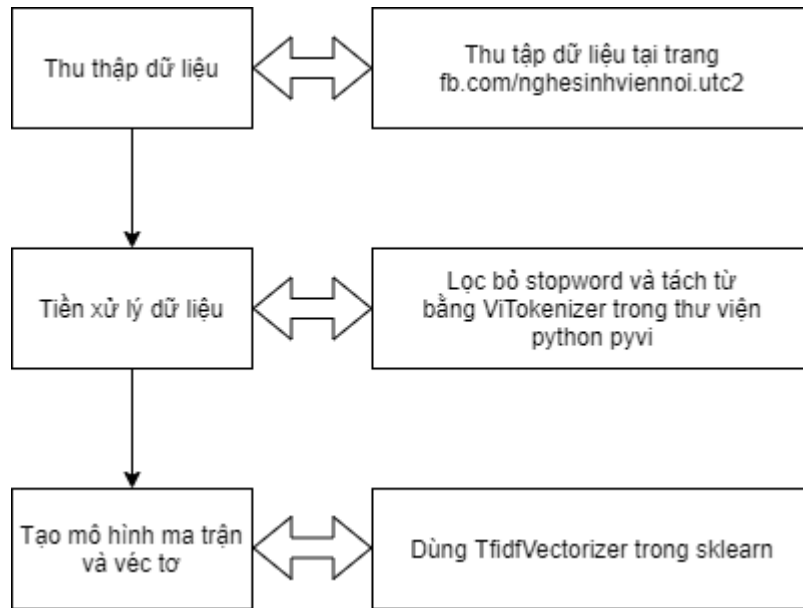 Thu thập dữ liệu
Thu tập dữ liệu tại trang
fb.com/nghesinhviennoi.utc2
Tiền xử lý dữ liệu
Lọc bỏ stopword và tách từ
bằng ViTokenizer trong thư viện
python pyvi
Tạo mô hình ma trận
và véc tơ
Dùng TfidfVectorizer trong sklearn